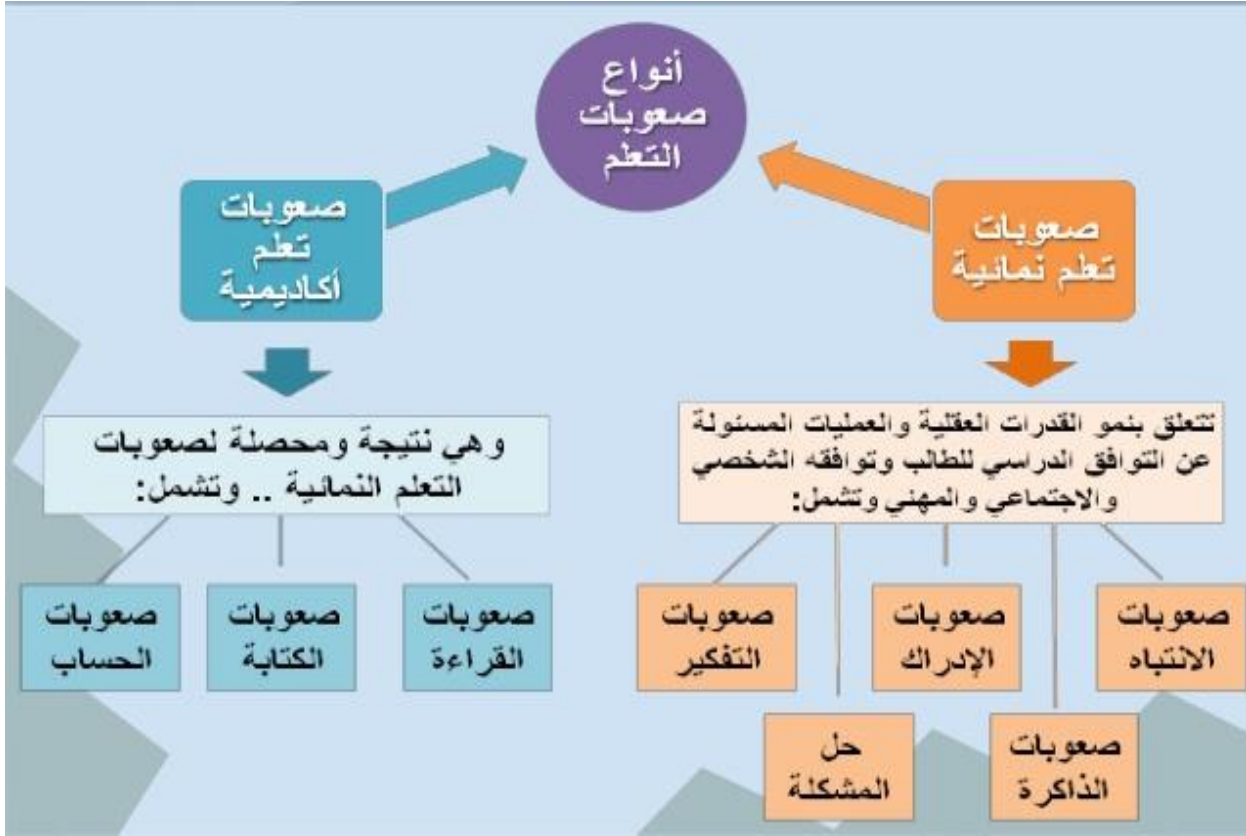 أنواع
صعوبات
التعلم
صعوبات
تعلم نمائية
تتعلق بنمو القدرات العقلية والعمليات المسئولة
عن التوافق الدراسي للطالب وتوافقه الشخصي
والاجتماعي والمهني وتشمل:
صعوبات
الانتباه
صعوبات
الذاكرة
صعوبات
الإدراك
حل
المشكلة
صعوبات
التفكير
صعوبات
تعلم
أكاديمية
وهي نتيجة ومحصلة لصعوبات
التعلم النمائية .. وتشمل:
صعوبات
القراءة
صعوبات
الكتابة
صعوبات
الحساب